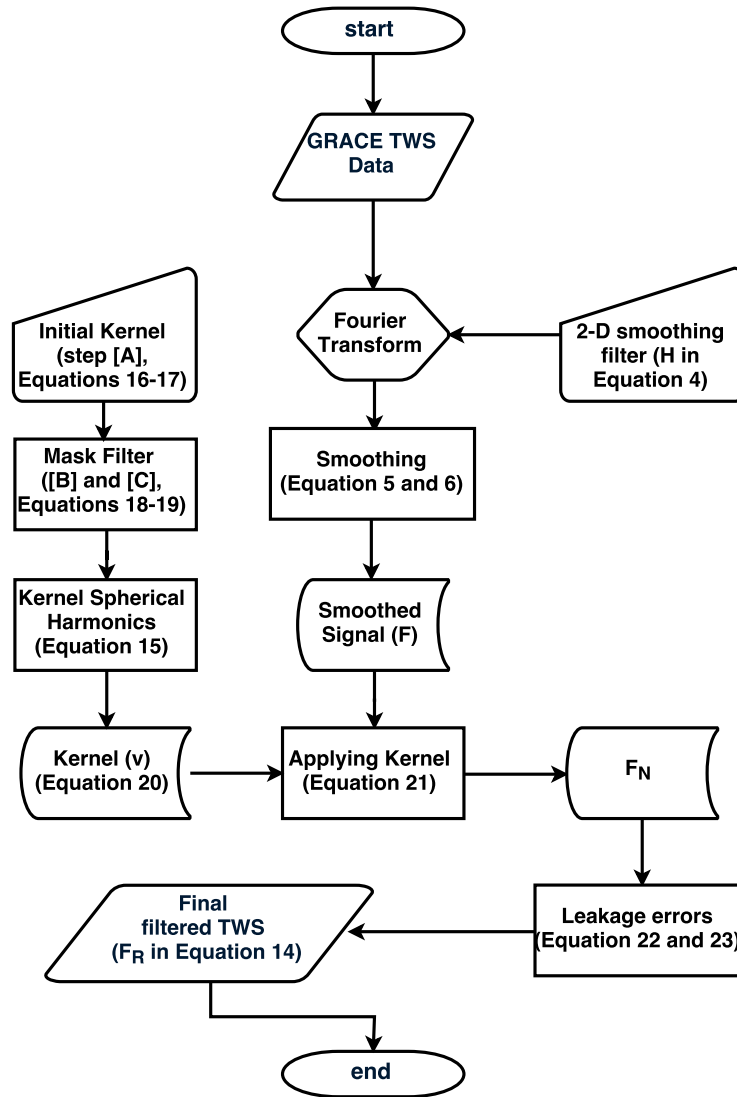 start
GRACE TWS
Data
Initial Kernel
(step [A],
Equations 16-17)
Fourier
Transform
2-D smoothing
filter (H in
Equation 4)
Mask Filter
([B] and [C],
Equations 18-19)
Smoothing
(Equation 5 and 6)
Kernel Spherical
Harmonics
(Equation 15)
Smoothed
Signal (F)
Kernel (v)
(Equation 20)
Applying Kernel
(Equation 21)
FN
Leakage errors
(Equation 22 and 23)
Final
filtered TWS
(FR in Equation 14)
end